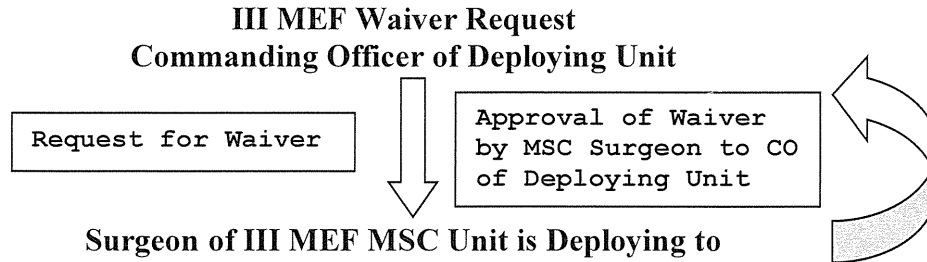 III MEF Waiver Request
Commanding Officer of Deploying Unit
Request for Waiver
Approval of Waiver
by MSC Surgeon to CO
of Deploying Unit
Surgeon of III MEF MSC Unit is Deploying to